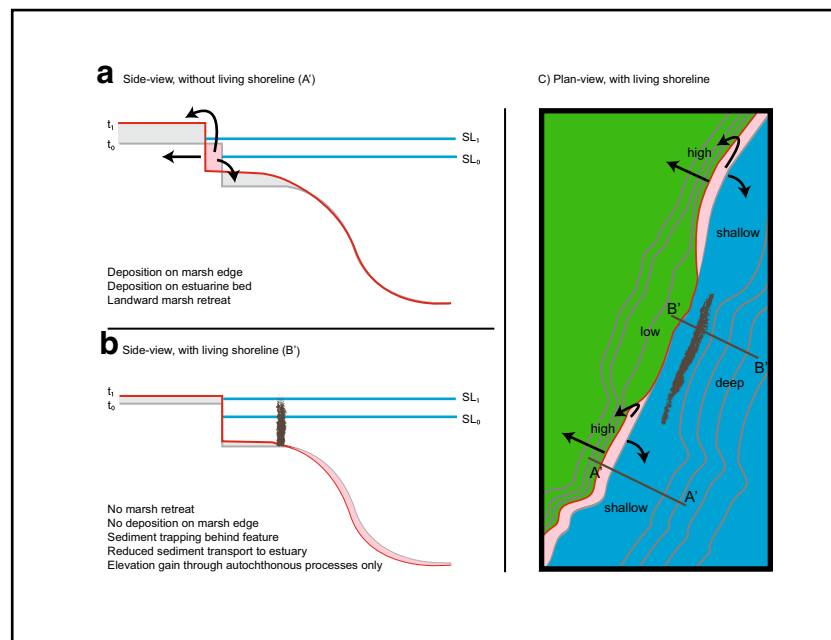 a Side-view, without living shoreline (A')
t₁
t₀
SL₁
SL₀
Deposition on marsh edge
Deposition on estuarine bed
Landward marsh retreat
b Side-view, with living shoreline (B')
t₁
t₀
SL₁
SL₀
No marsh retreat
No deposition on marsh edge
Sediment trapping behind feature
Reduced sediment transport to estuary
Elevation gain through autochthonous processes only
C) Plan-view, with living shoreline
high
shallow
B'
low
B'
deep
high
A'
A'
shallow